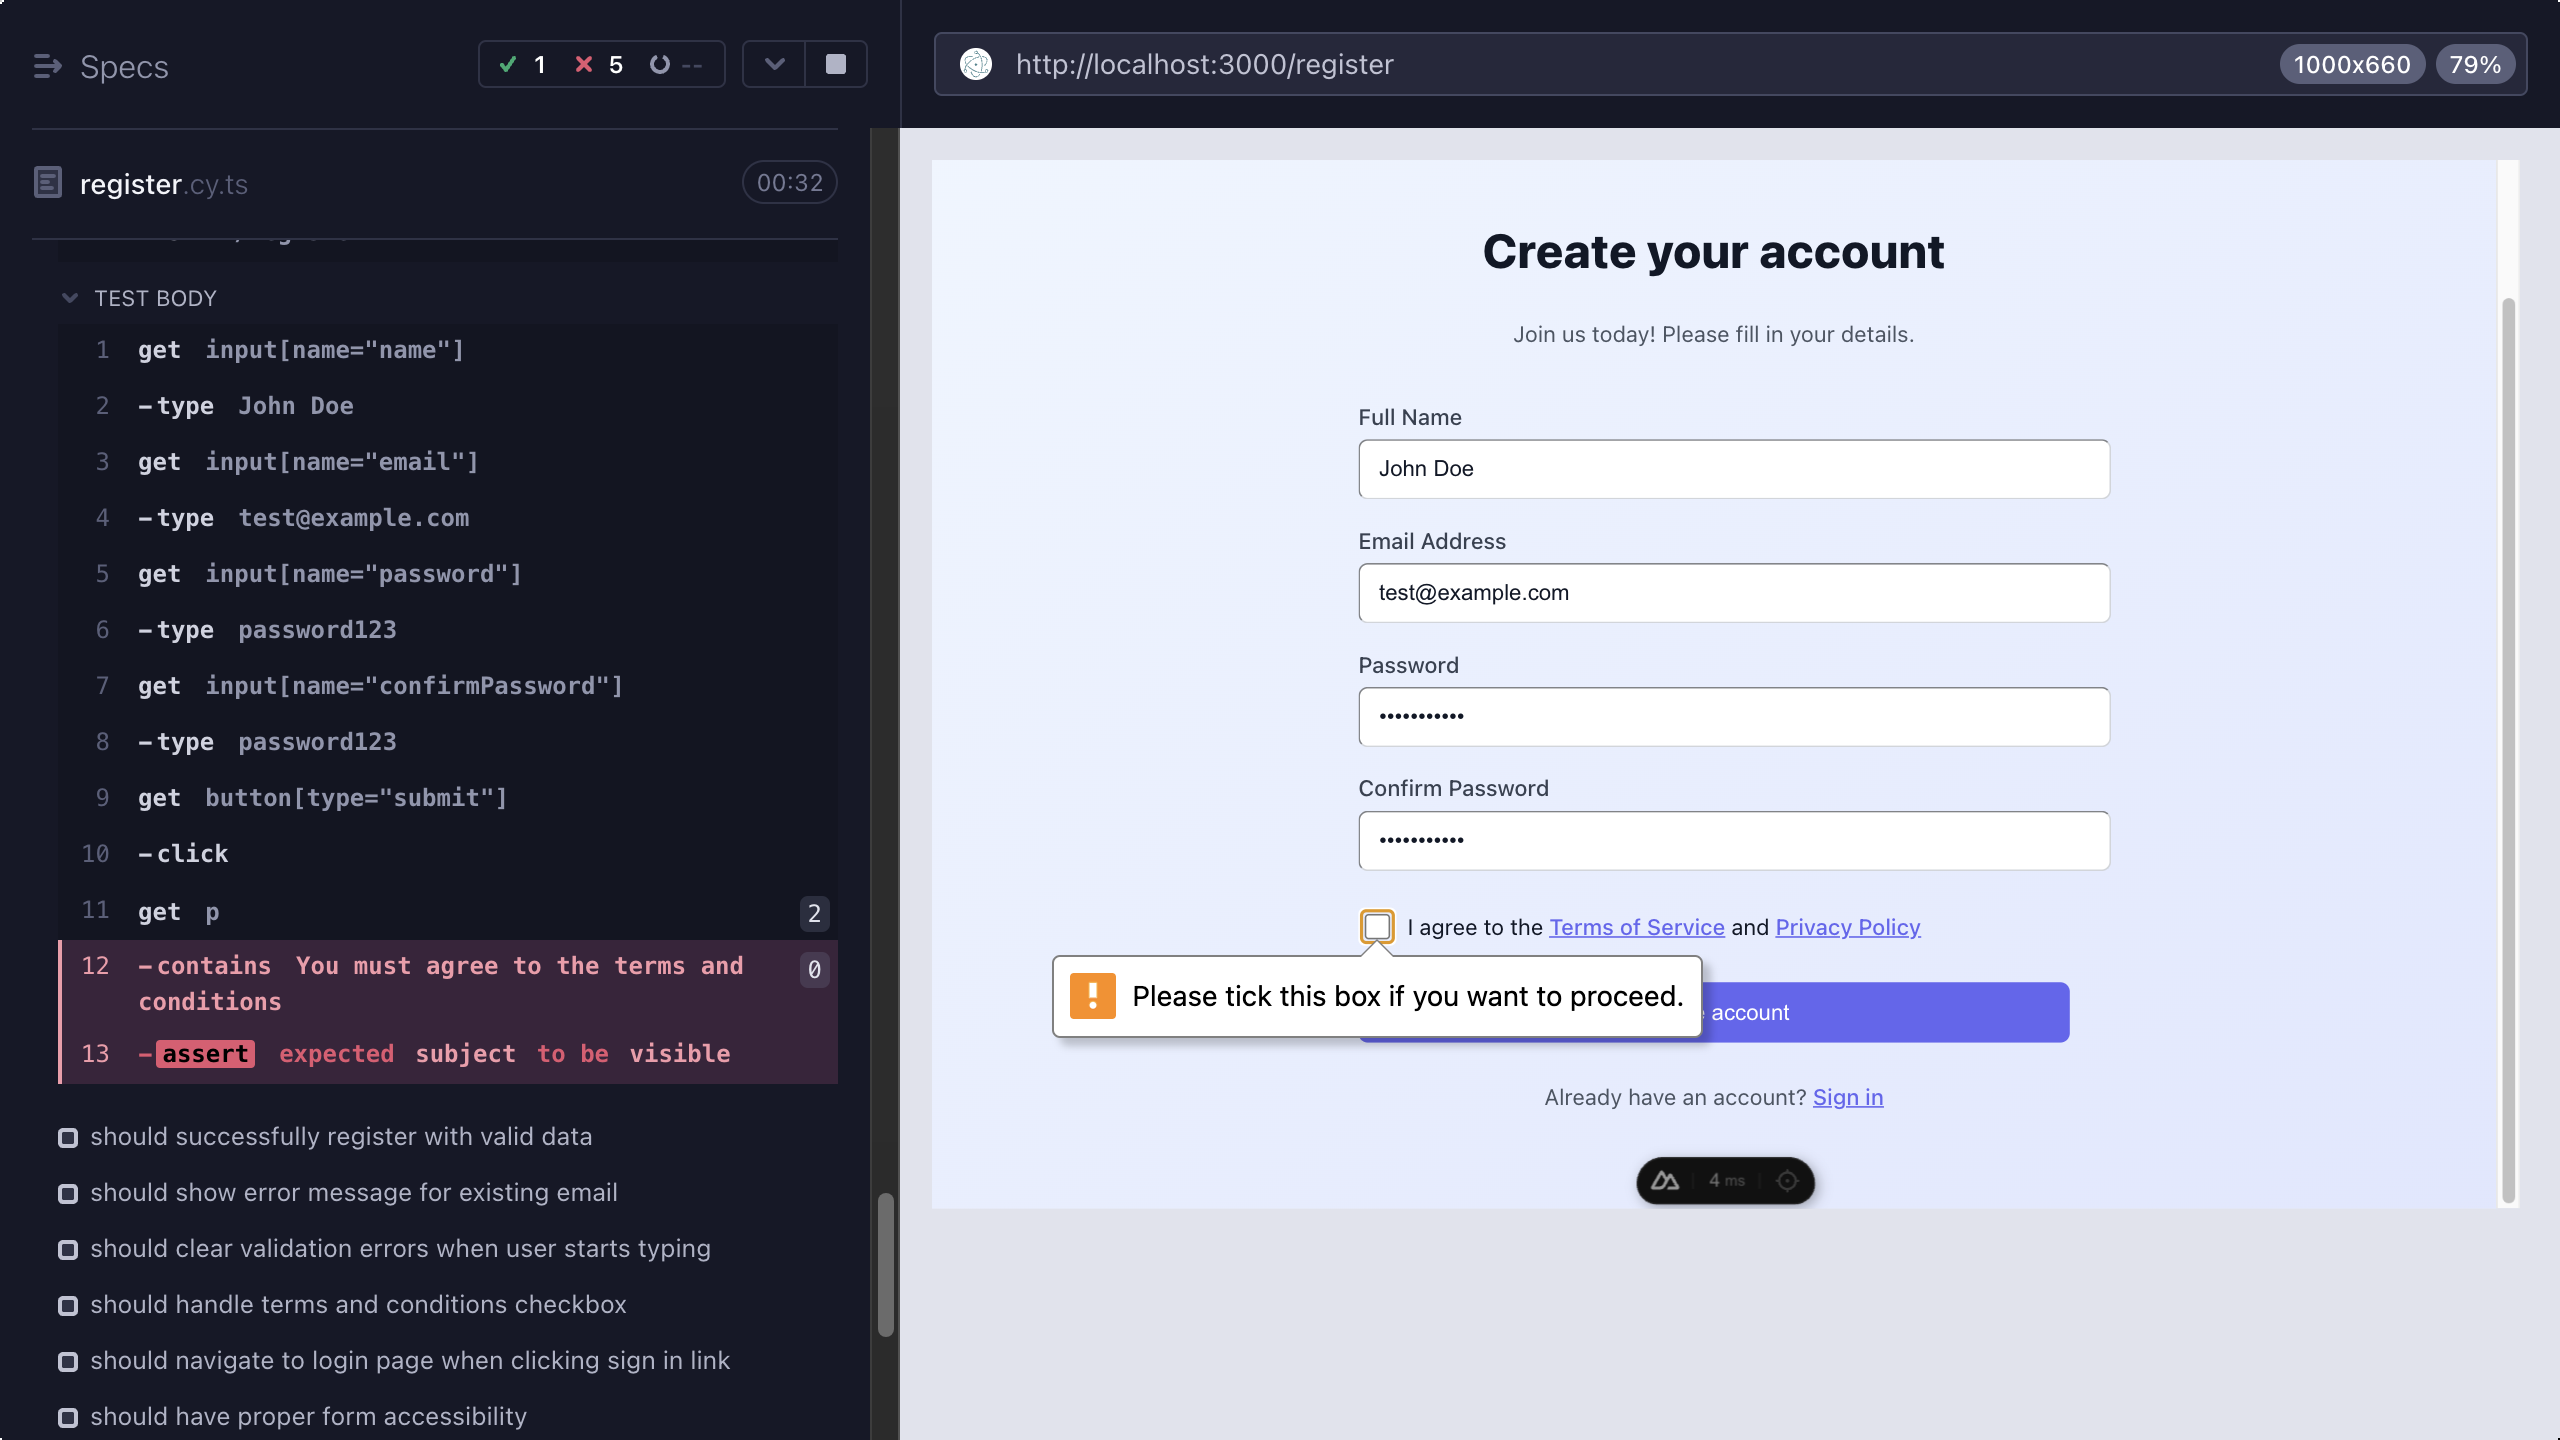 Specs
1
5
--
register.cy.ts
00:32
TEST BODY
1 get input[name="name"]
2 -type John Doe
3 get input[name="email"]
4 -type test@example.com
5 get input[name="password"]
6 -type password123
7 get input[name="confirmPassword"]
8 -type password123
9 get button[type="submit"]
10 -click
11 get p 2
12 -contains You must agree to the terms and 0
conditions
13 -assert expected subject to be visible
should successfully register with valid data
should show error message for existing email
should clear validation errors when user starts typing
should handle terms and conditions checkbox
should navigate to login page when clicking sign in link
should have proper form accessibility
http://localhost:3000/register
1000x660
79%
Create your account
Join us today! Please fill in your details.
Full Name
John Doe
Email Address
test@example.com
Password
•••••••••••
Confirm Password
•••••••••••
I agree to the Terms of Service and Privacy Policy
Please tick this box if you want to proceed.
account
Already have an account? Sign in
4 ms